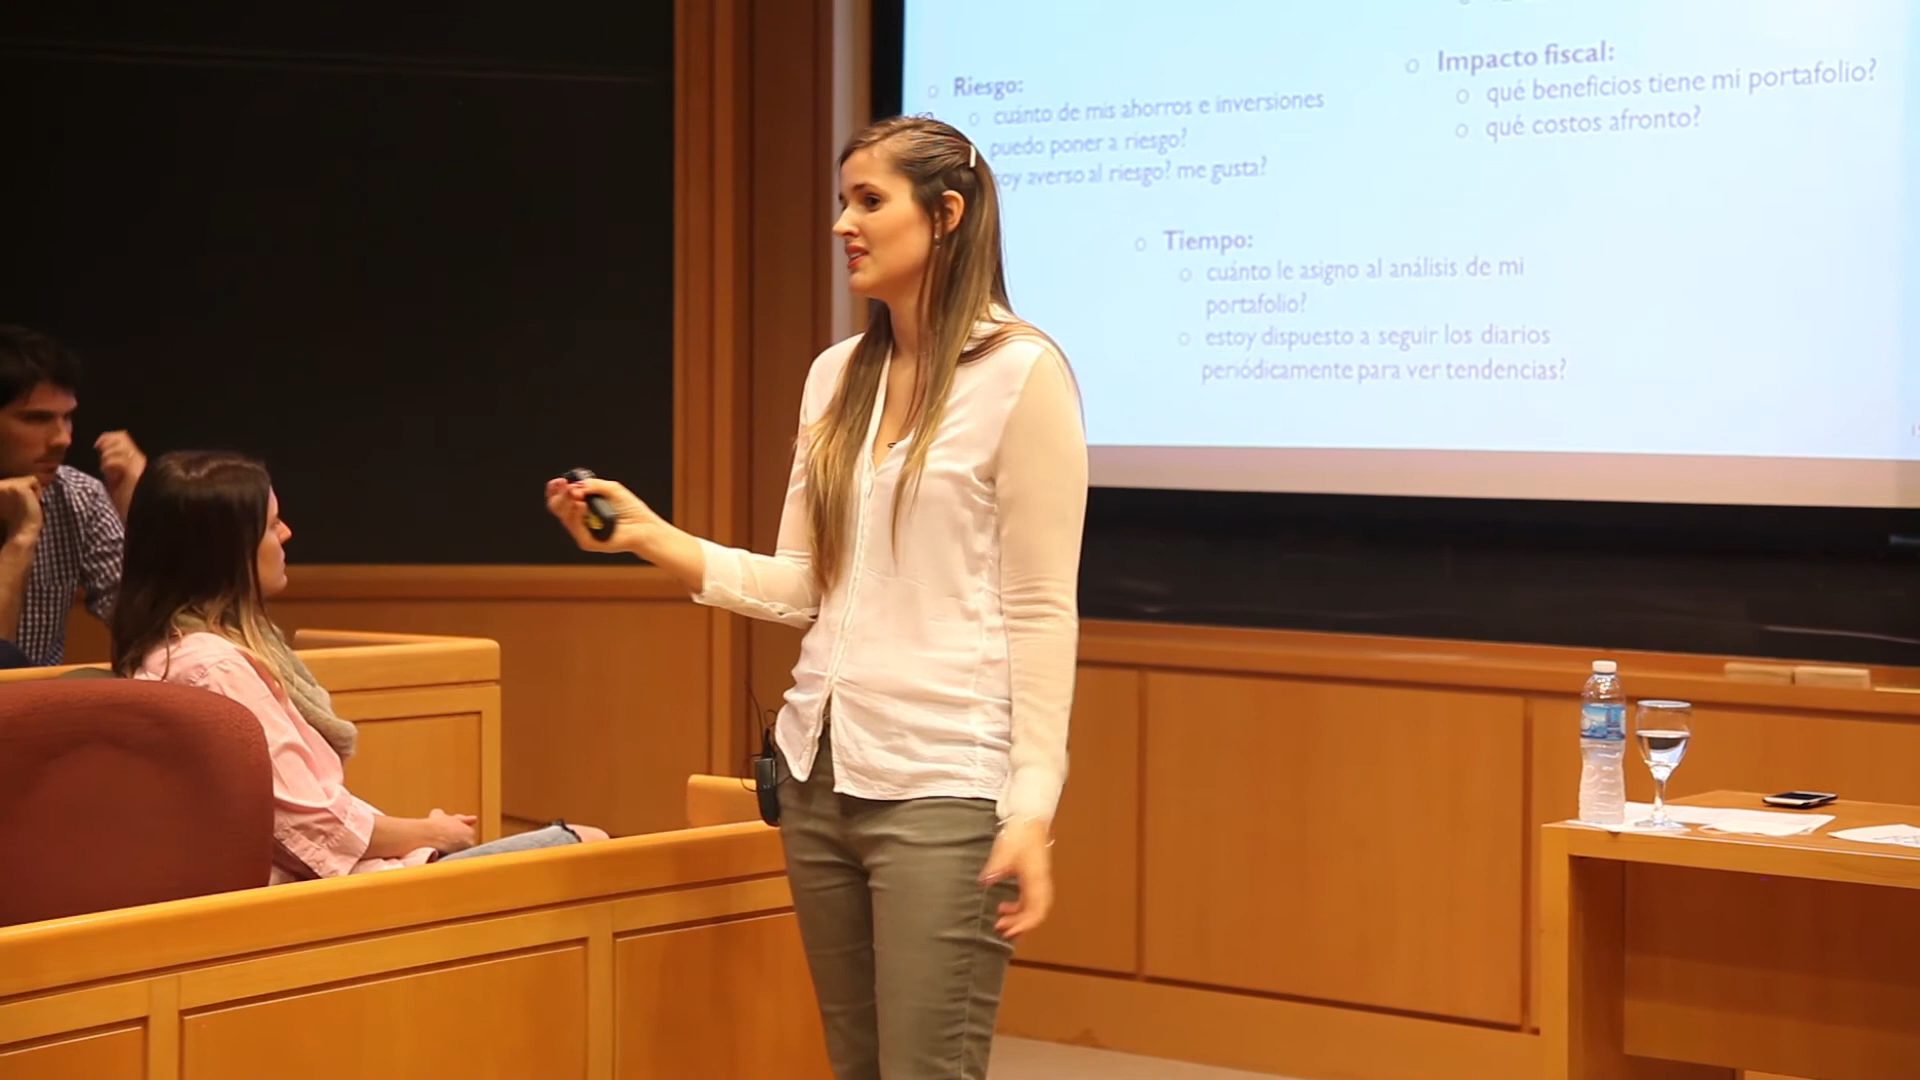 Riesgo:
cuánto de mis ahorros e inversiones
puedo poner a riesgo?
soy averso al riesgo? me gusta?
Impacto fiscal:
qué beneficios tiene mi portafolio?
qué costos afronto?
Tiempo:
cuánto le asigno al análisis de mi
portafolio?
estoy dispuesto a seguir los diarios
periódicamente para ver tendencias?